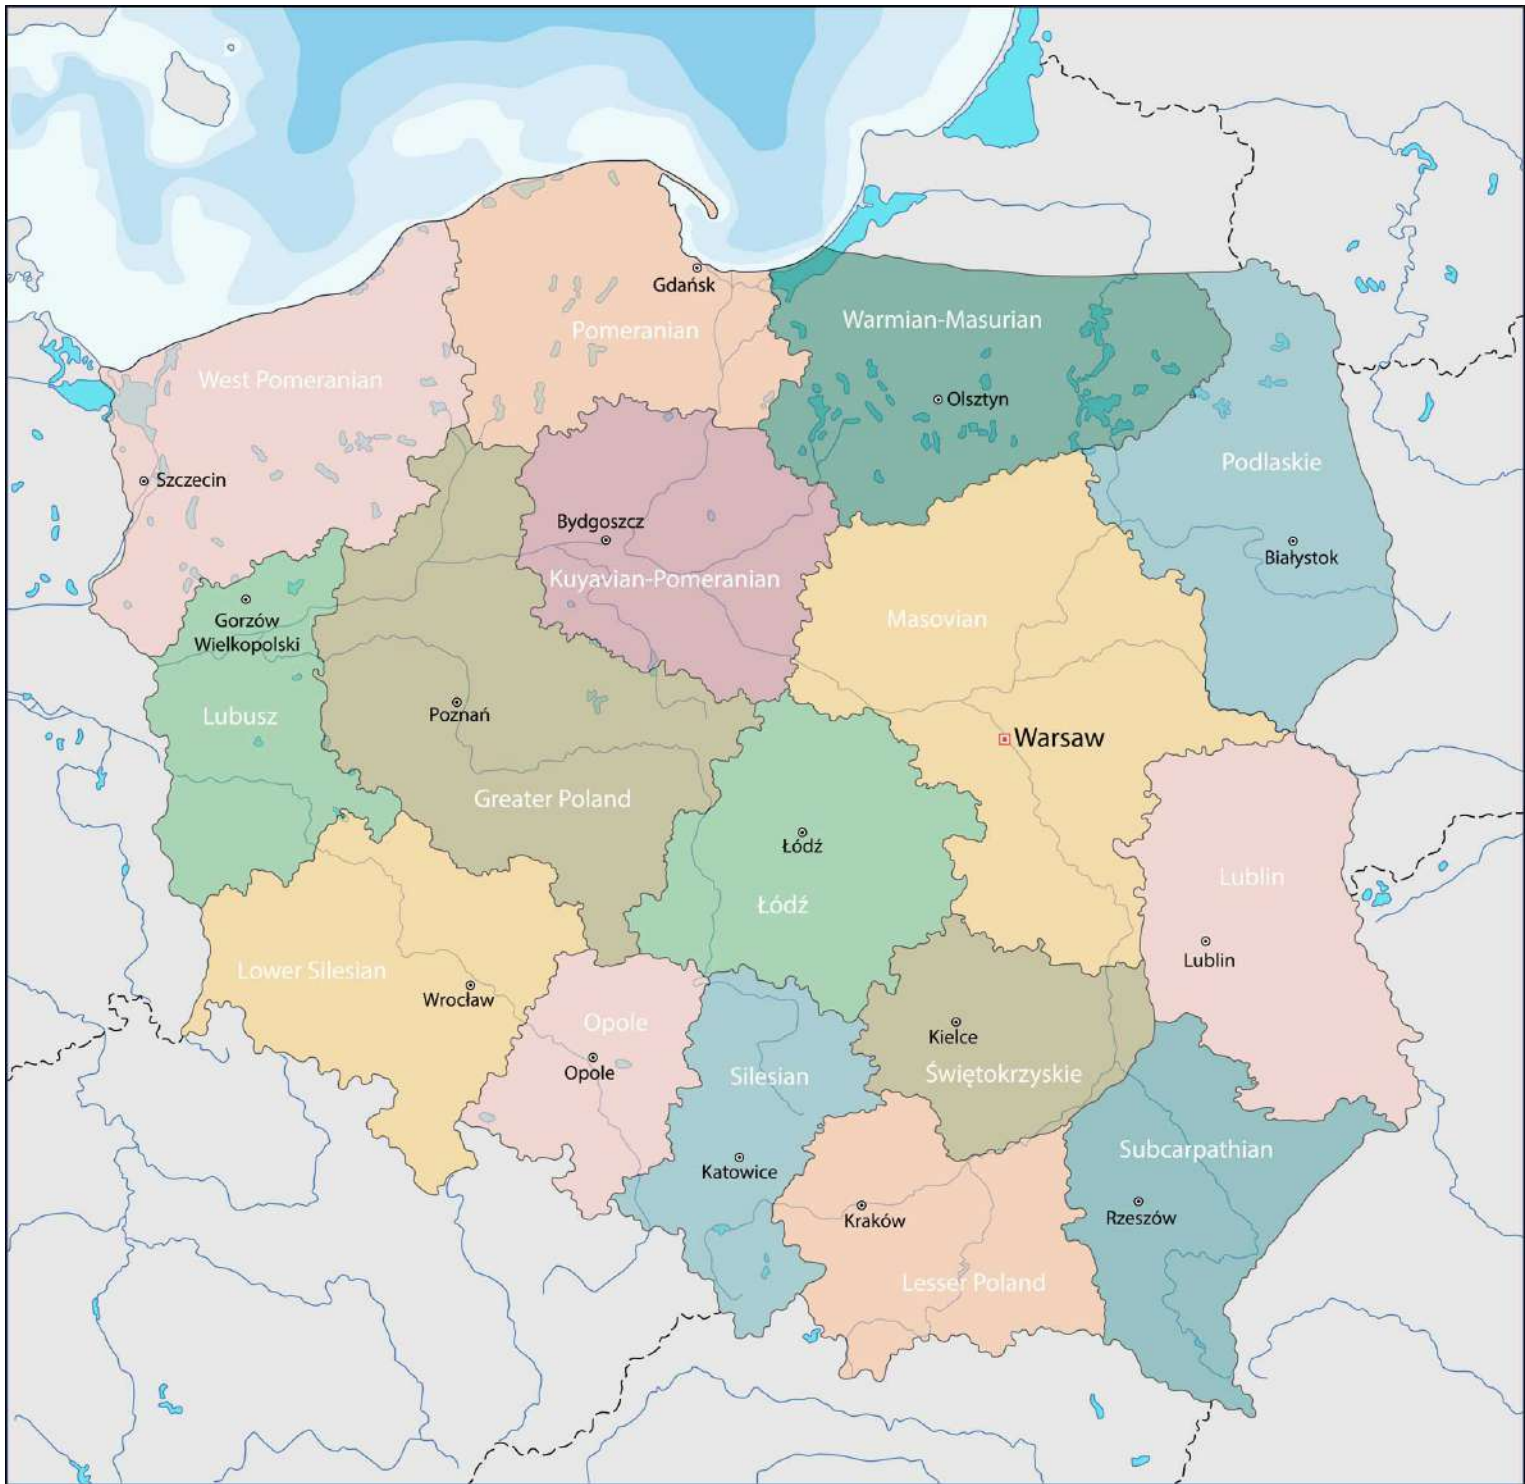 Gdańsk
Pomeranian
Warmian-Masurian
West Pomeranian
Olsztyn
Podlaskie
Szczecin
Bydgoszcz
Kuyavian-Pomeranian
Białystok
Gorzów
Wielkopolski
Masovian
Lubusz
Poznań
Warsaw
Greater Poland
Łódź
Łódź
Lublin
Lublin
Lower Silesian
Wrocław
Opole
Opole
Kielce
Świętokrzyskie
Silesian
Katowice
Subcarpathian
Kraków
Rzeszów
Lesser Poland